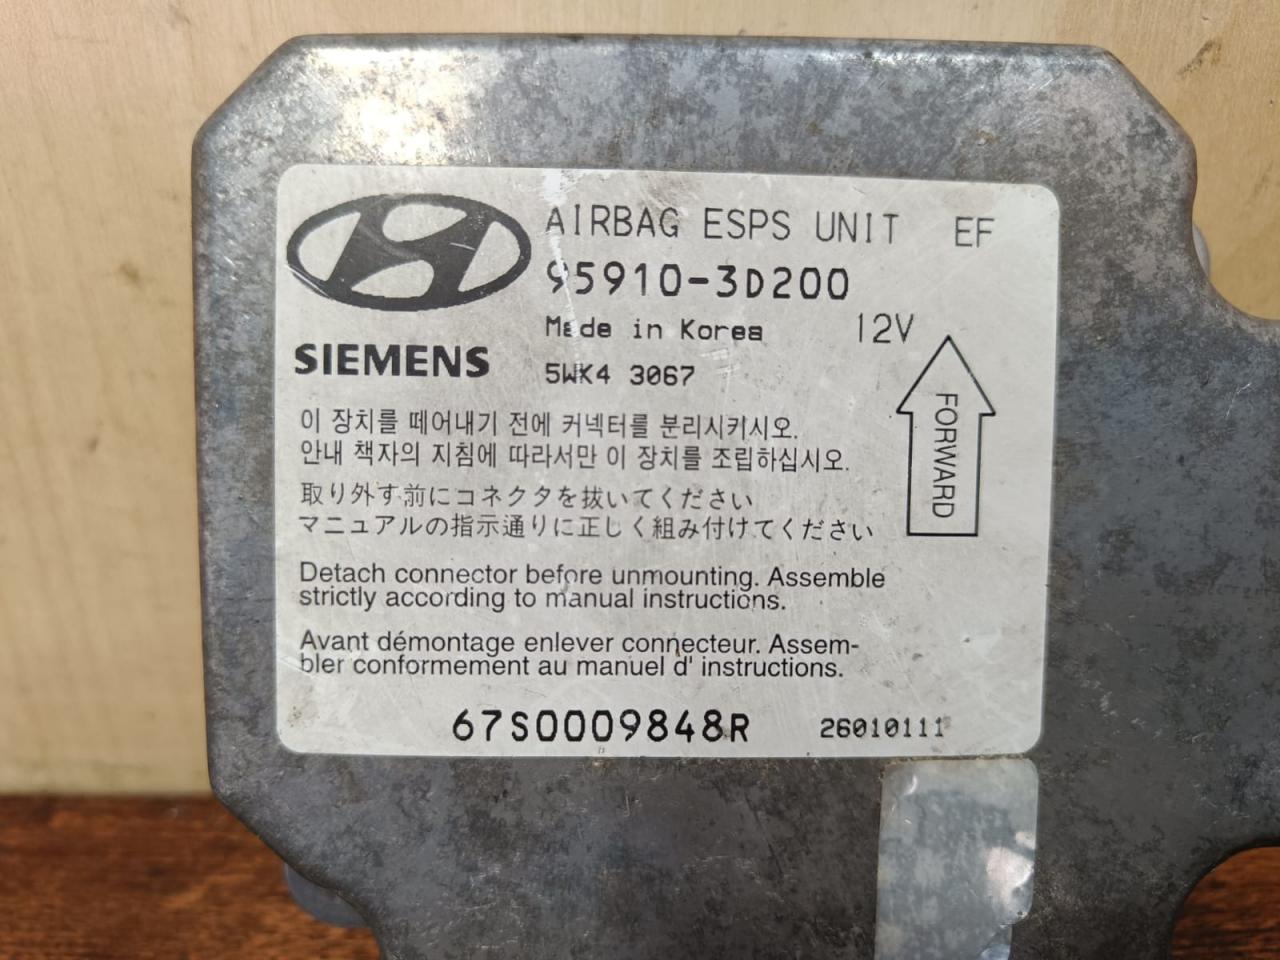 AIRBAG ESPS UNIT EF
95910-3D200
Made in Korea 12V
SIEMENS
5WK4 3067
FORWARD
이 장치를 떼어내기 전에 커넥터를 분리시키시오.
안내 책자의 지침에 따라서만 이 장치를 조립하십시오.
取り外す前にコネクタを抜いてください
マニュアルの指示通りに正しく組み付けてください
Detach connector before unmounting. Assemble
strictly according to manual instructions.
Avant démontage enlever connecteur. Assem-
bler conformement au manuel d' instructions.
67S0009848R 26010111